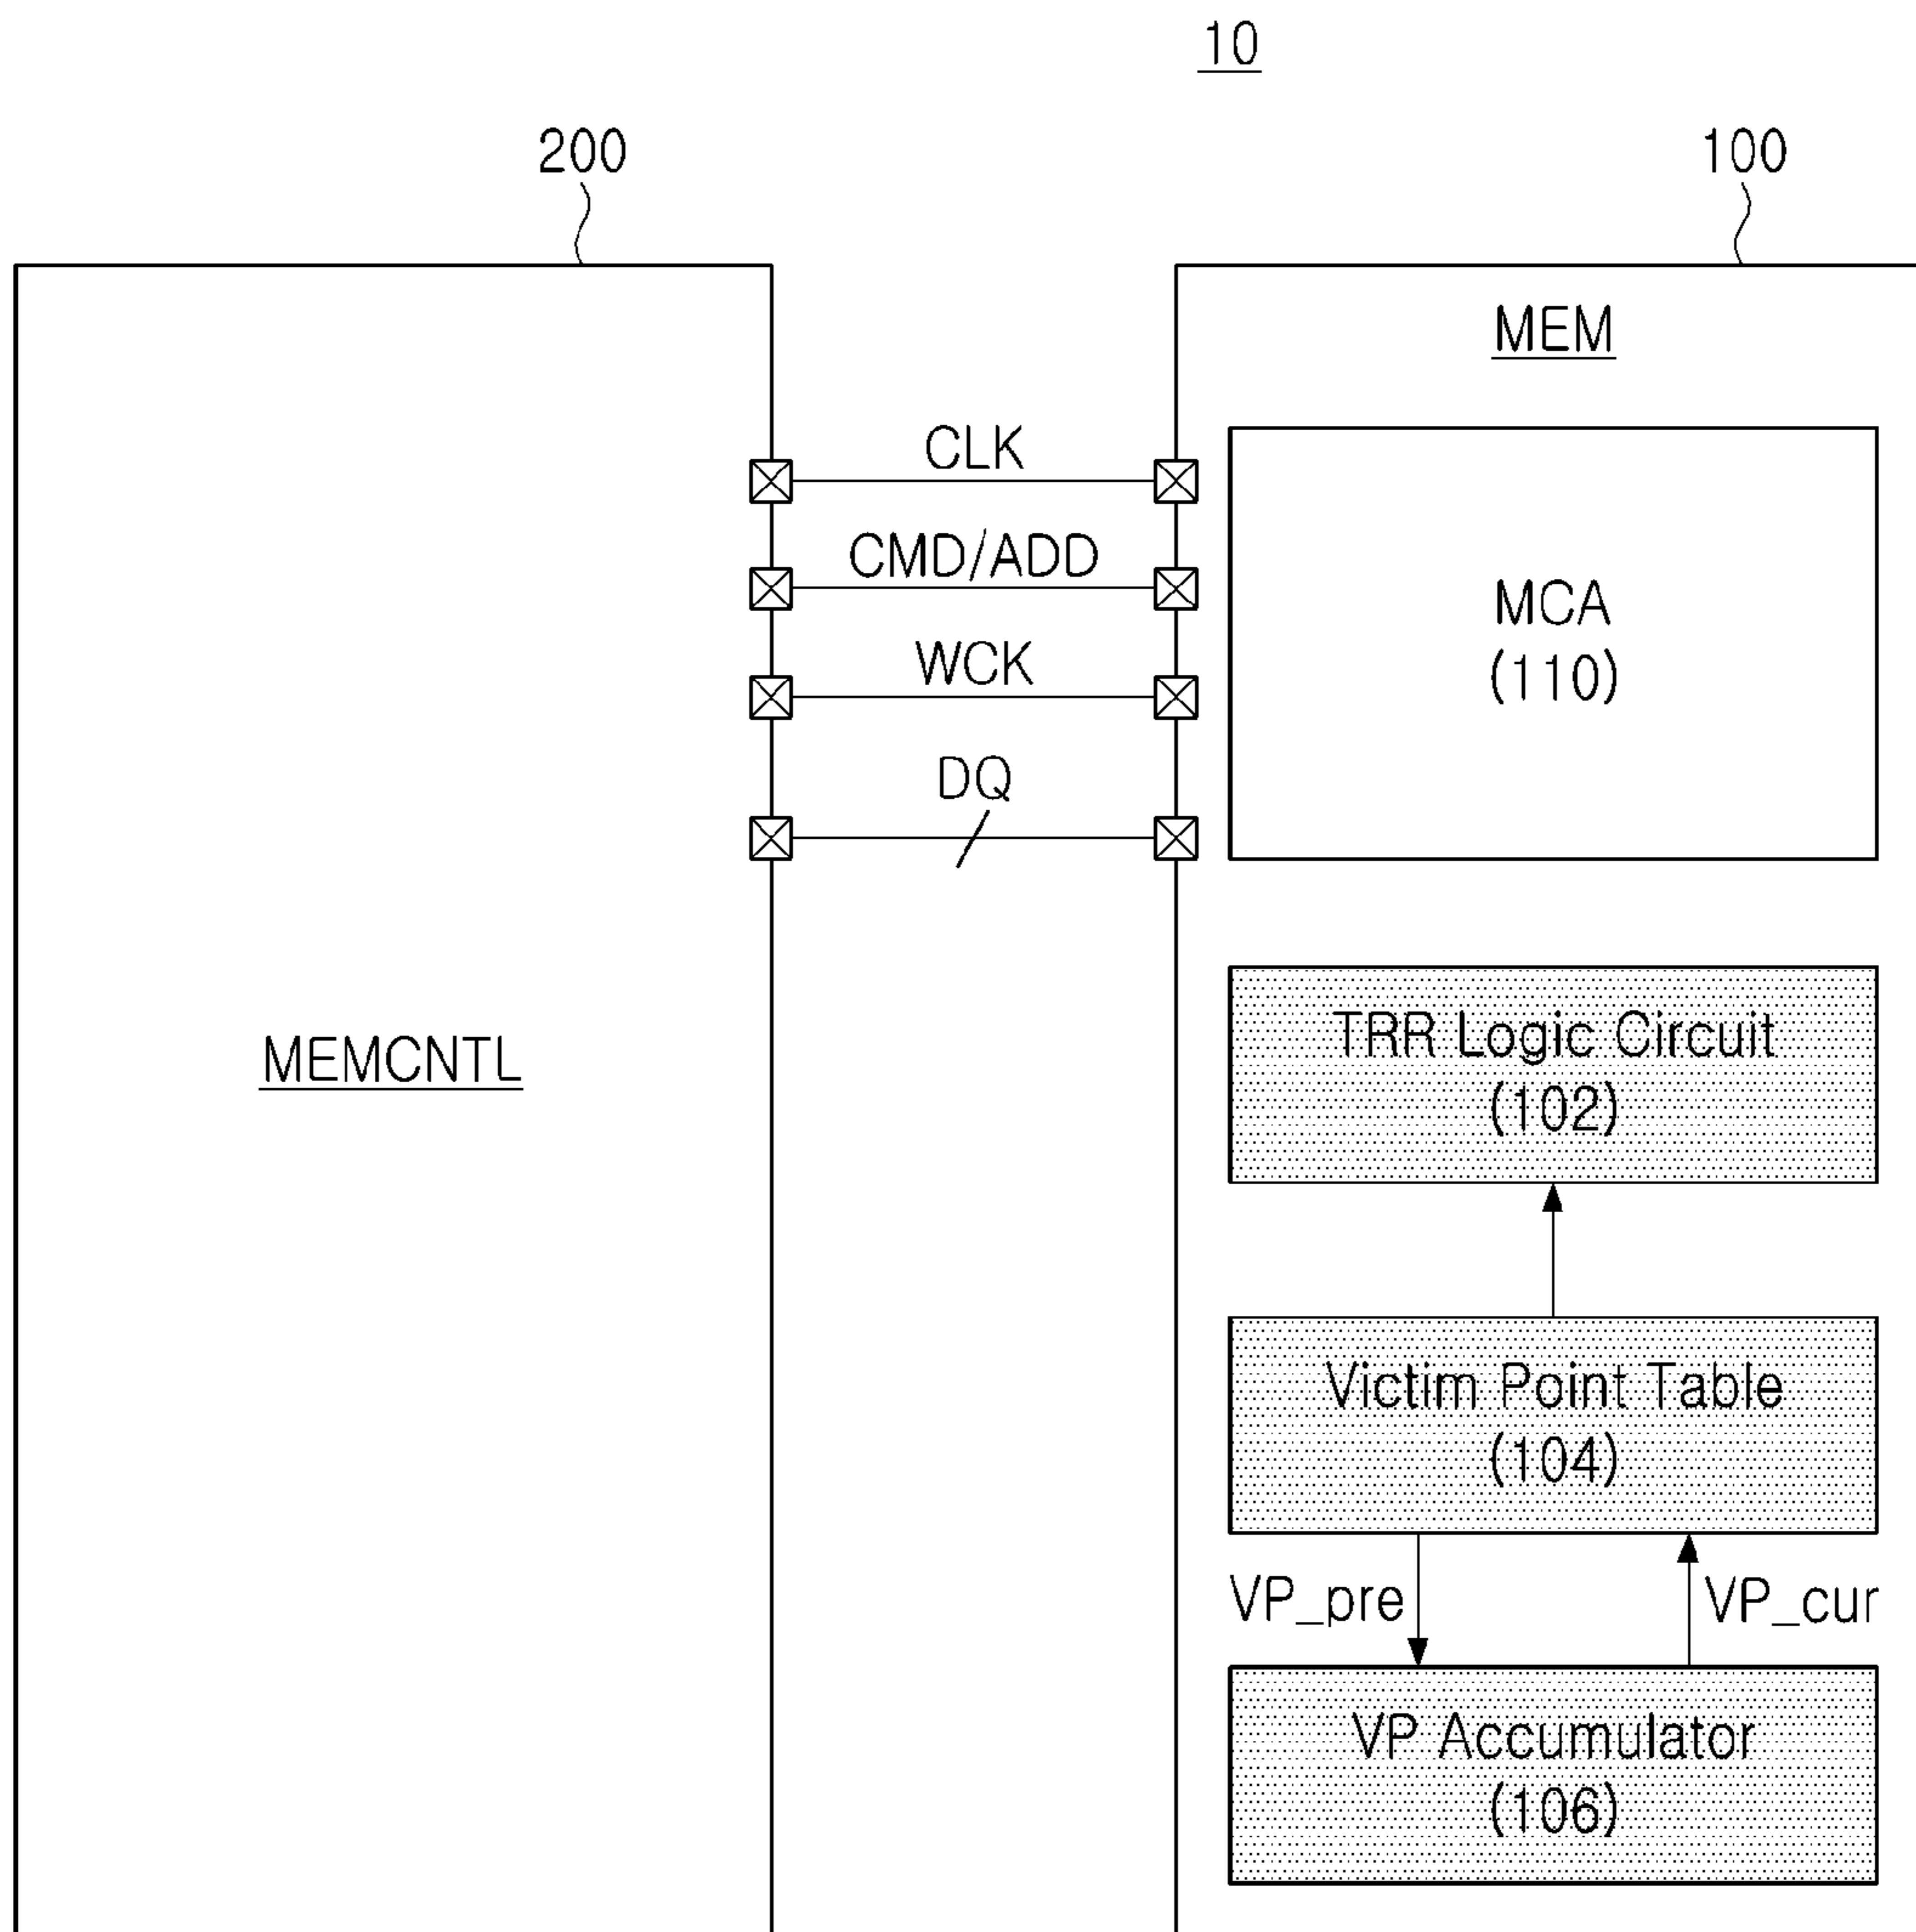 10
200
100
MEM
CLK
CMD/ADD
WCK
DQ
MCA
(110)
MEMCNTL
TRR Logic Circuit
(102)
Victim Point Table
(104)
VP_pre
VP_cur
VP Accumulator
(106)